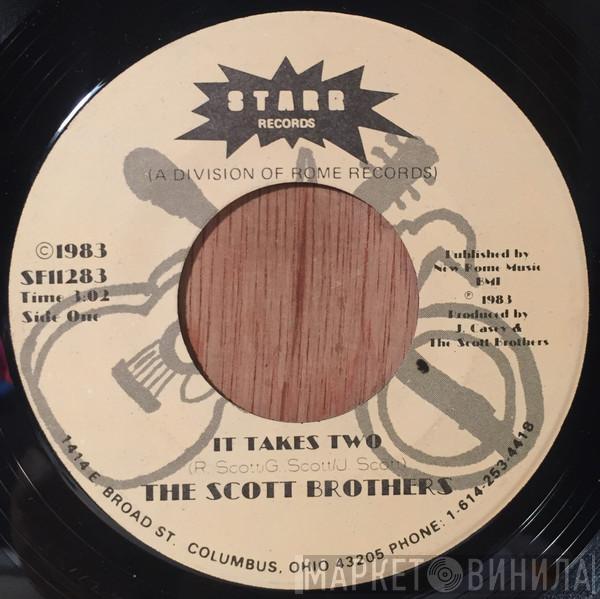 STARR
RECORDS
(A DIVISION OF ROME RECORDS)
©1983
SF11283
Time 3.02
Side One
Published by
New Rome Music
BMI
℗ 1983
Produced by
J. Casey &
The Scott Brothers
IT TAKES TWO
(R. Scott/G. Scott/J. Scott)
THE SCOTT BROTHERS
1414 E. BROAD ST. COLUMBUS, OHIO 43205 PHONE: 1-614-253-4418
МАРКЕТ ВИНИЛА